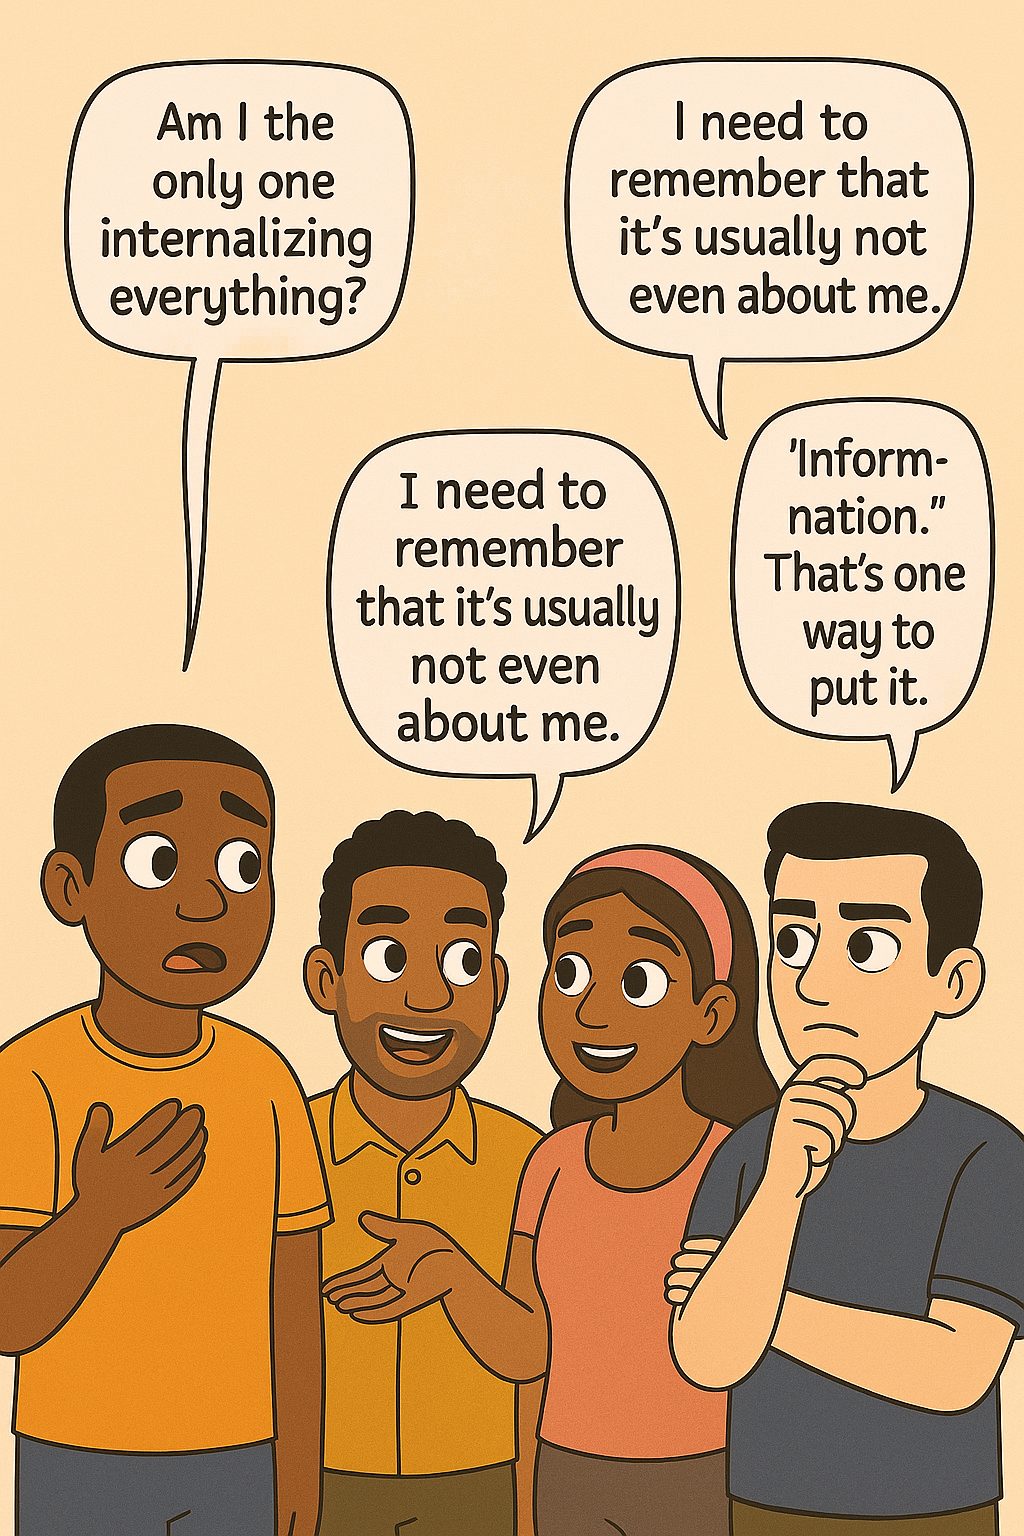 Am I the
only one
internalizing
everything?
I need to
remember that
it's usually not
even about me.
I need to
remember
that it's usually
not even
about me.
'Inform-
nation.”
That's one
way to
put it.